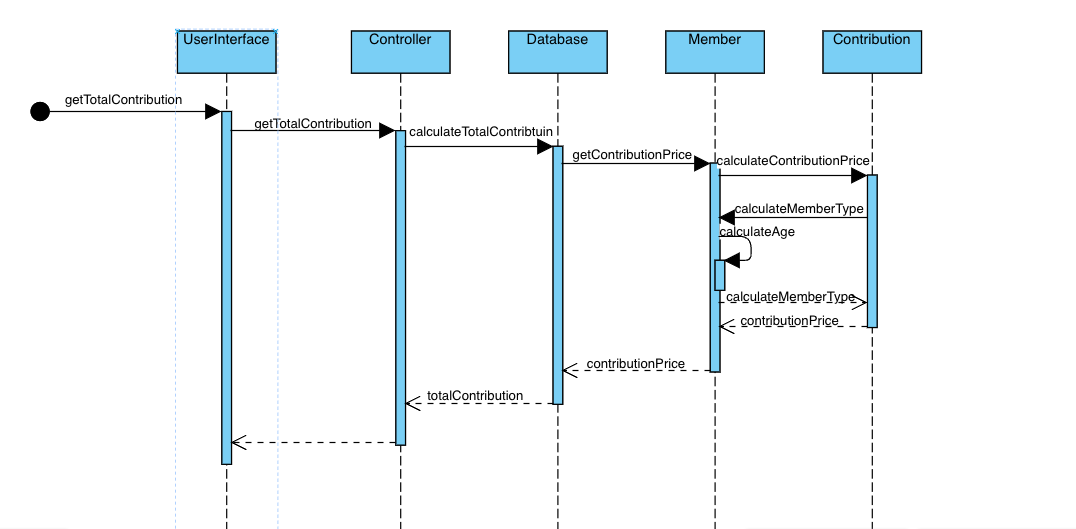 UserInterface
Controller
Database
Member
Contribution
getTotalContribution
getTotalContribution
calculateTotalContribtuin
getContributionPrice
calculateContributionPrice
calculateMemberType
calculateAge
calculateMemberType
contributionPrice
contributionPrice
totalContribution